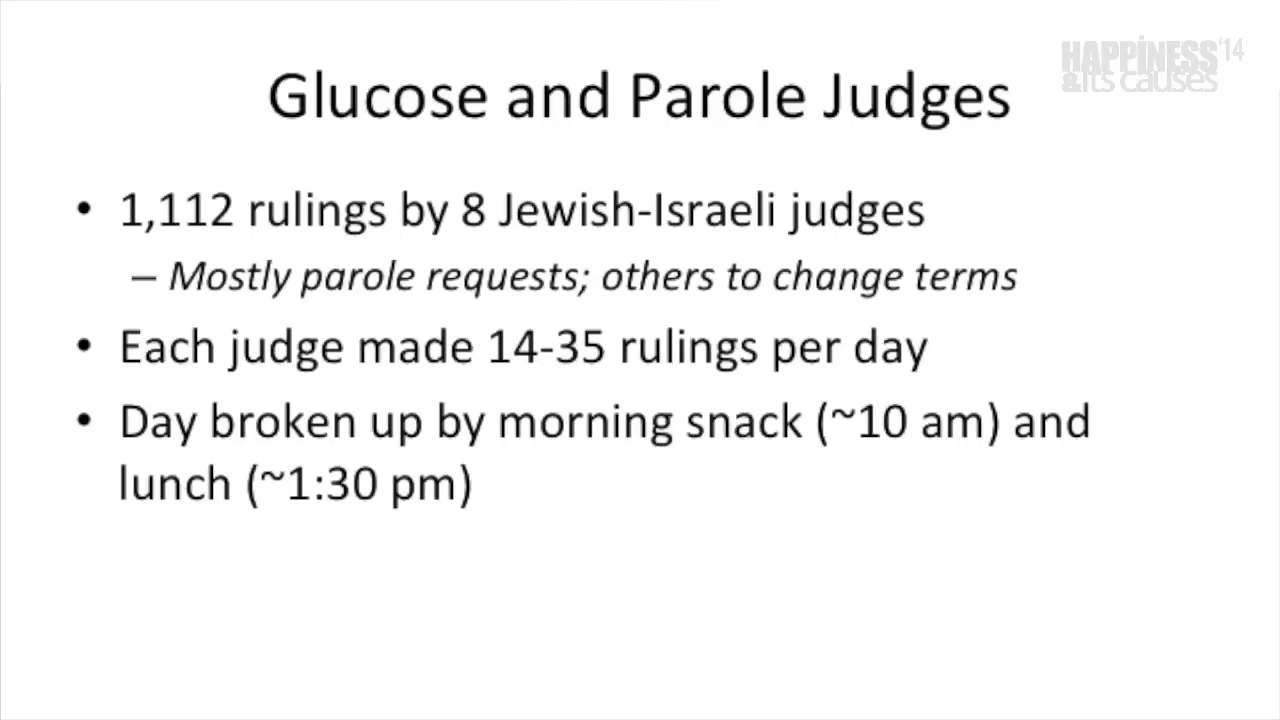 HAPPINESS '14
&its causes
Glucose and Parole Judges
• 1,112 rulings by 8 Jewish-Israeli judges
– Mostly parole requests; others to change terms
• Each judge made 14-35 rulings per day
• Day broken up by morning snack (~10 am) and
lunch (~1:30 pm)